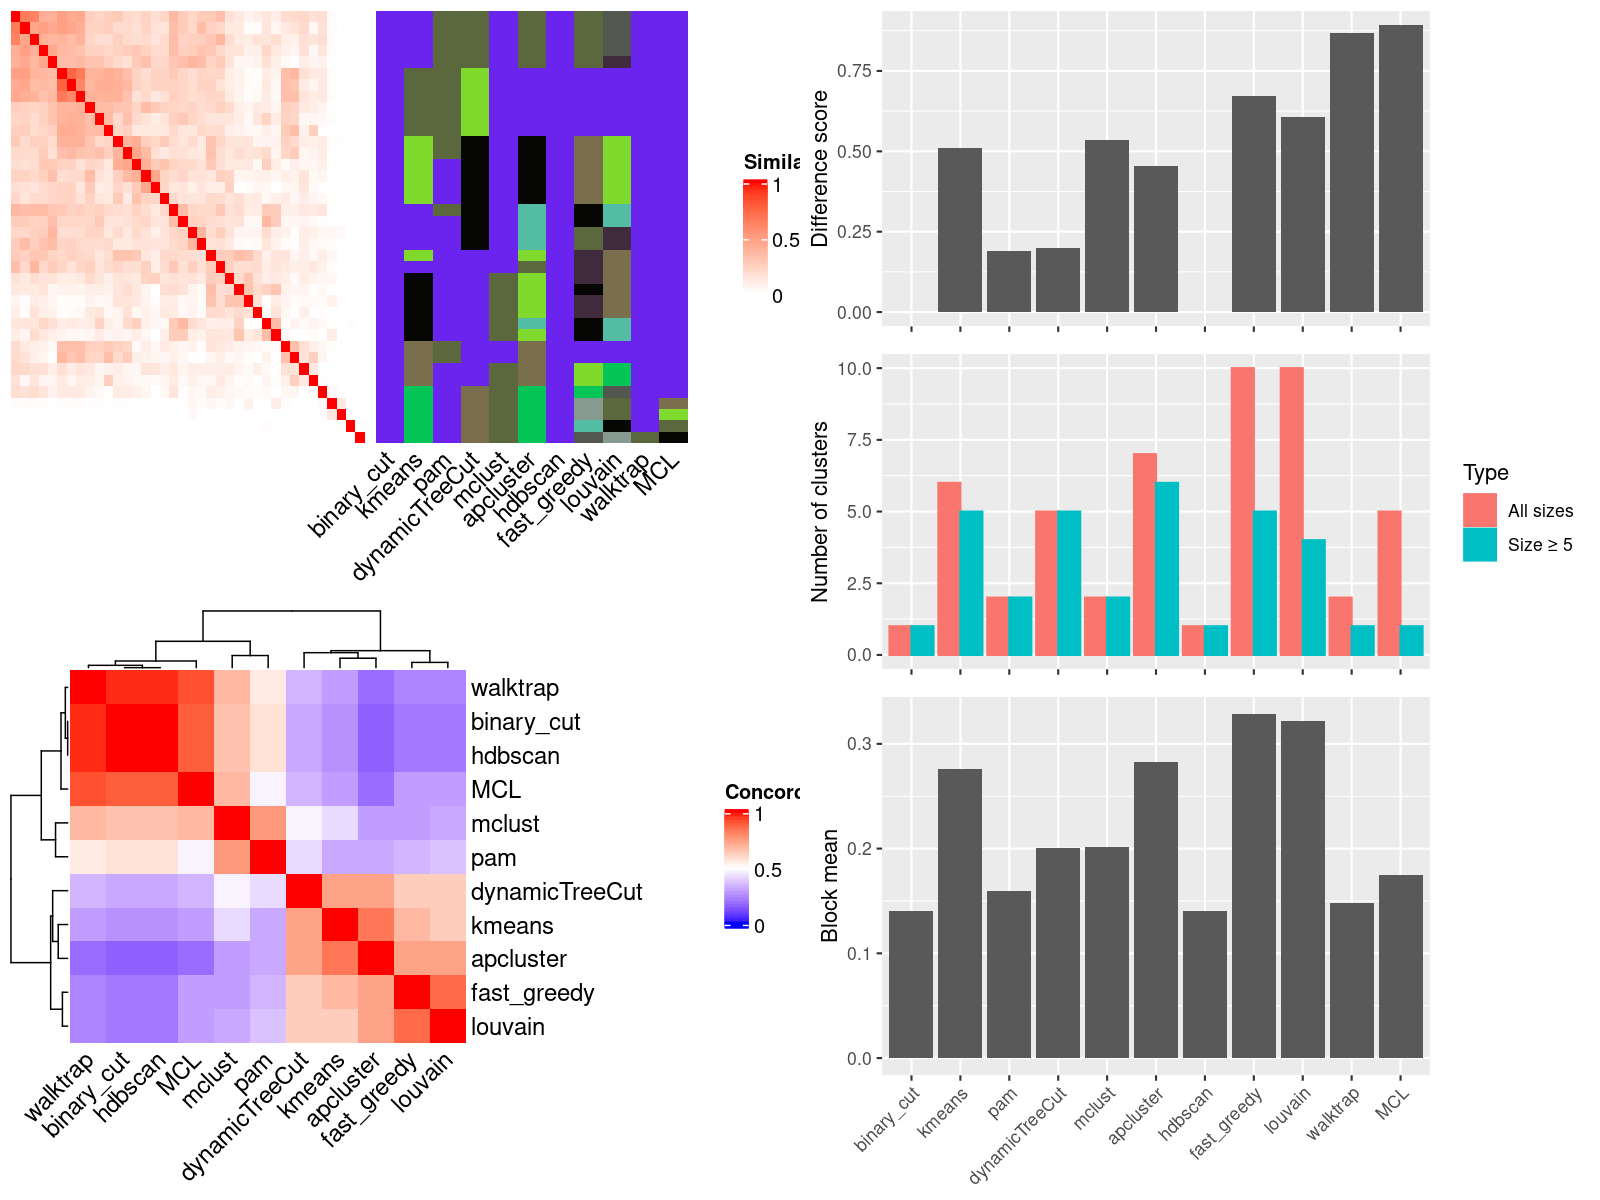 Simila
1
0.5
0
binary_cut
kmeans
pam
dynamicTreeCut
mclust
apcluster
hdbscan
fast_greedy
louvain
walktrap
MCL
Difference score
0.75
0.50
0.25
0.00
Number of clusters
10.0
7.5
5.0
2.5
0.0
Type
All sizes
Size ≥ 5
walktrap
binary_cut
hdbscan
MCL
mclust
pam
dynamicTreeCut
kmeans
apcluster
fast_greedy
louvain
walktrap
binary_cut
hdbscan
MCL
mclust
pam
dynamicTreeCut
kmeans
apcluster
fast_greedy
louvain
Concord
1
0.5
0
Block mean
0.3
0.2
0.1
0.0
binary_cut
kmeans
pam
dynamicTreeCut
mclust
apcluster
hdbscan
fast_greedy
louvain
walktrap
MCL